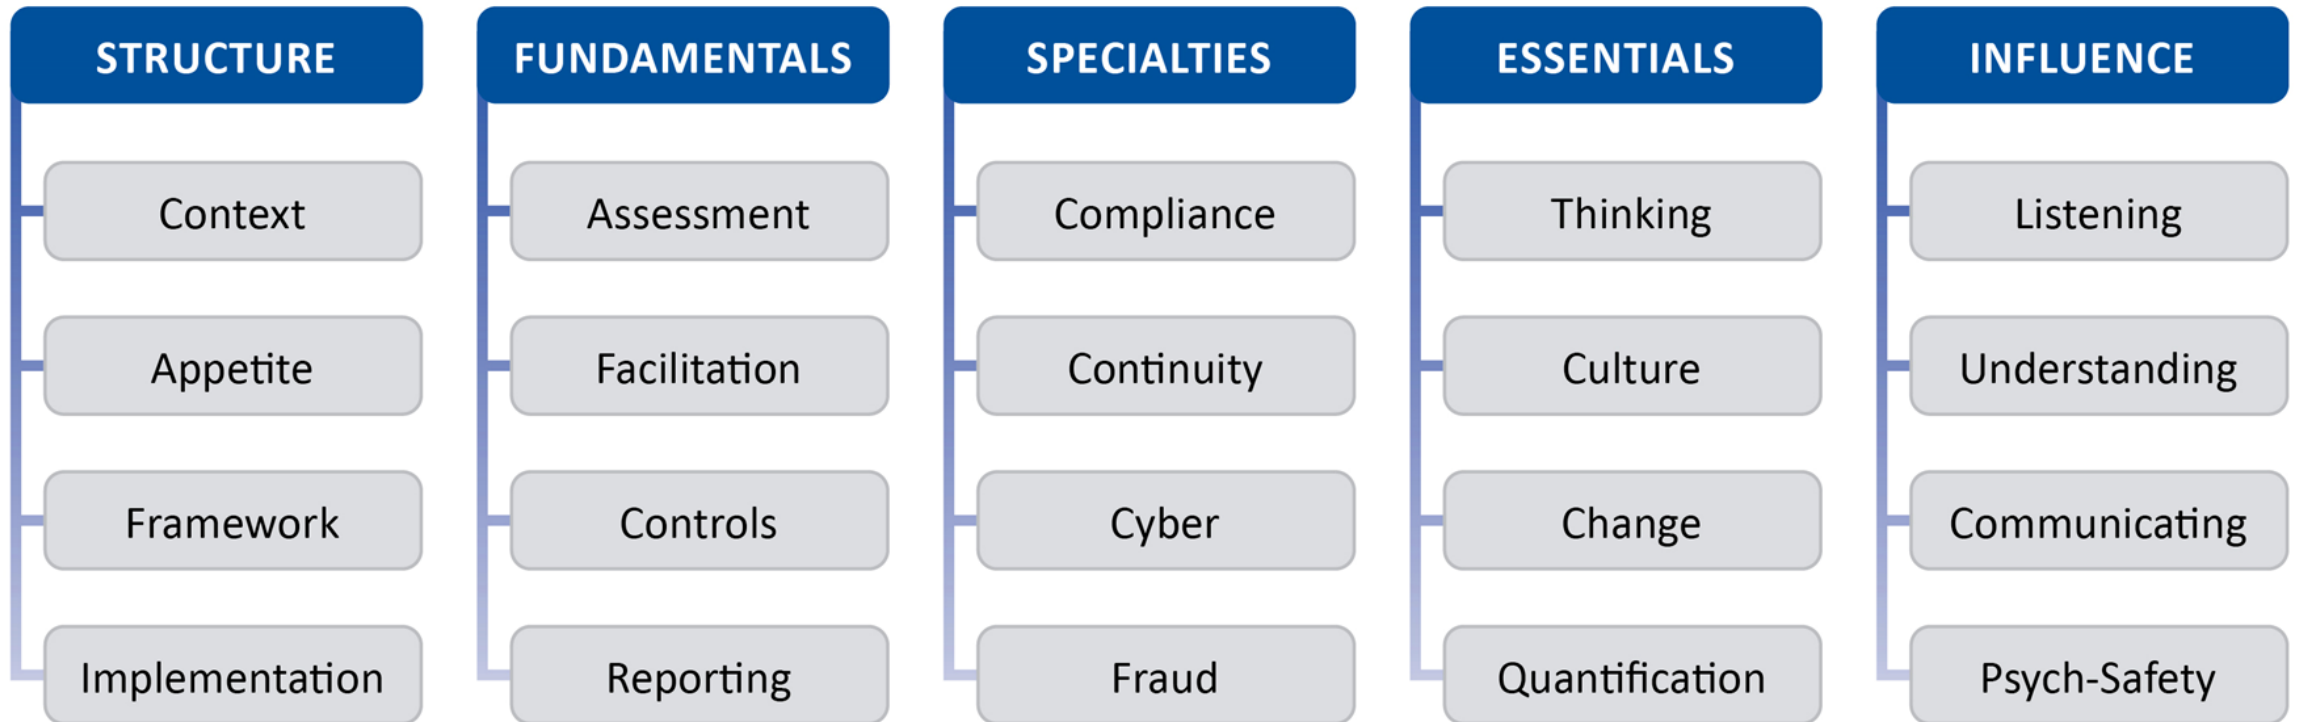 STRUCTURE
Context
Appetite
Framework
Implementation
FUNDAMENTALS
Assessment
Facilitation
Controls
Reporting
SPECIALTIES
Compliance
Continuity
Cyber
Fraud
ESSENTIALS
Thinking
Culture
Change
Quantification
INFLUENCE
Listening
Understanding
Communicating
Psych-Safety